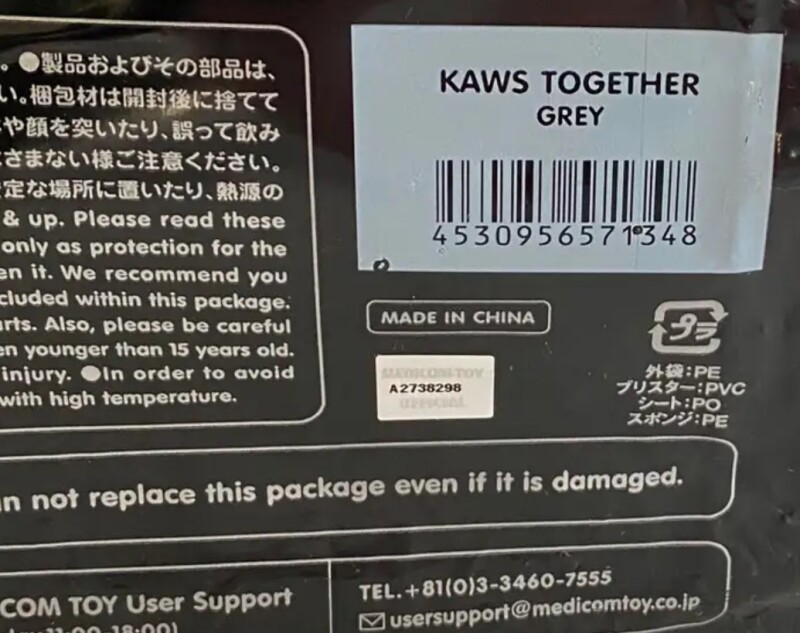 。●製品およびその部品は、
い。梱包材は開封後に捨てて
や顔を突いたり、誤って飲み
さまない様ご注意ください。
定な場所に置いたり、熱源の
& up. Please read these
only as protection for the
en it. We recommend you
cluded within this package.
rts. Also, please be careful
en younger than 15 years old.
injury. ●In order to avoid
with high temperature.
KAWS TOGETHER
GREY
4530956571348
MADE IN CHINA
MEDICOM TOY
A2738298
OFFICIAL
プラ
外袋:PE
ブリスター:PVC
シート:PO
スポンジ:PE
n not replace this package even if it is damaged.
COM TOY User Support
11:00-18:00)
TEL.+81(0)3-3460-7555
usersupport@medicomtoy.co.jp